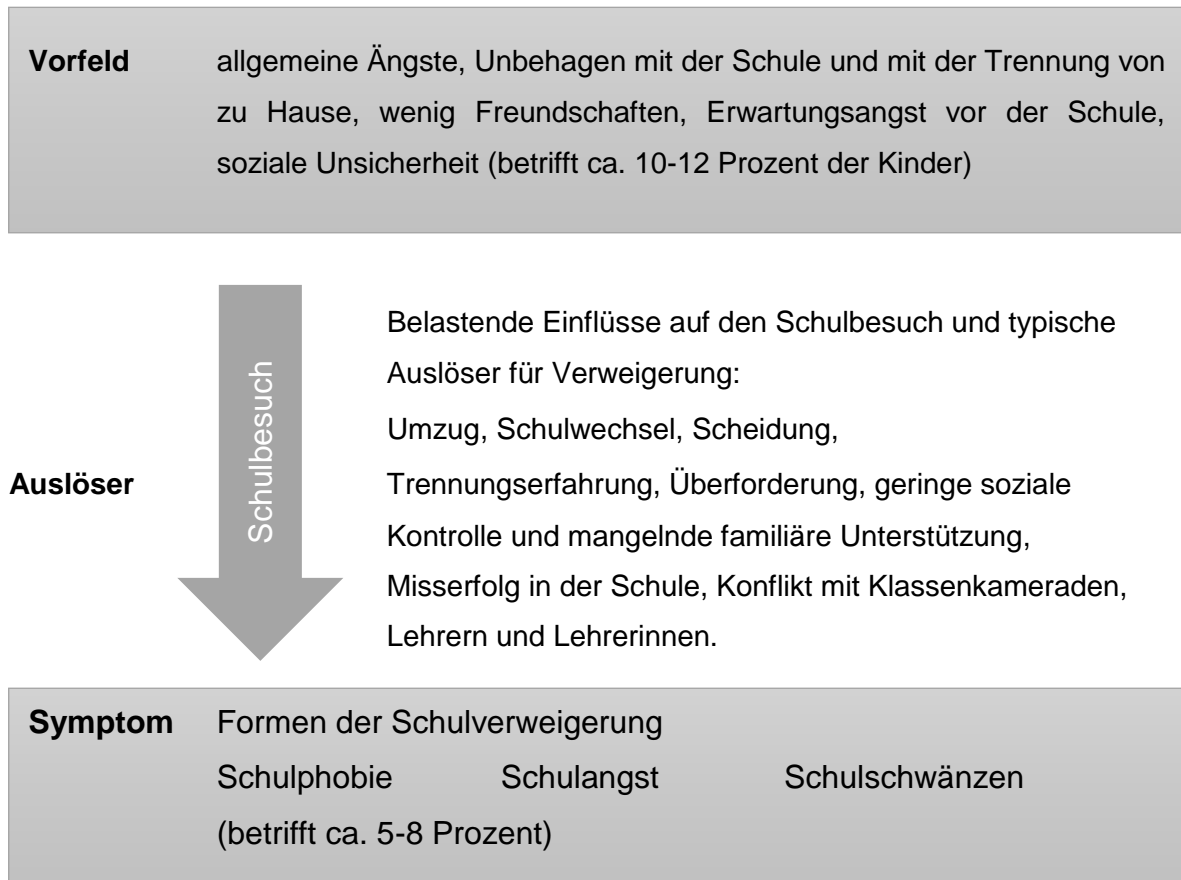 Vorfeld allgemeine Ängste, Unbehagen mit der Schule und mit der Trennung von
zu Hause, wenig Freundschaften, Erwartungsangst vor der Schule,
soziale Unsicherheit (betrifft ca. 10-12 Prozent der Kinder)
Schulbesuch
Belastende Einflüsse auf den Schulbesuch und typische
Auslöser für Verweigerung:
Umzug, Schulwechsel, Scheidung,
Auslöser Trennungserfahrung, Überforderung, geringe soziale
Kontrolle und mangelnde familiäre Unterstützung,
Misserfolg in der Schule, Konflikt mit Klassenkameraden,
Lehrern und Lehrerinnen.
Symptom Formen der Schulverweigerung
Schulphobie Schulangst Schulschwänzen
(betrifft ca. 5-8 Prozent)